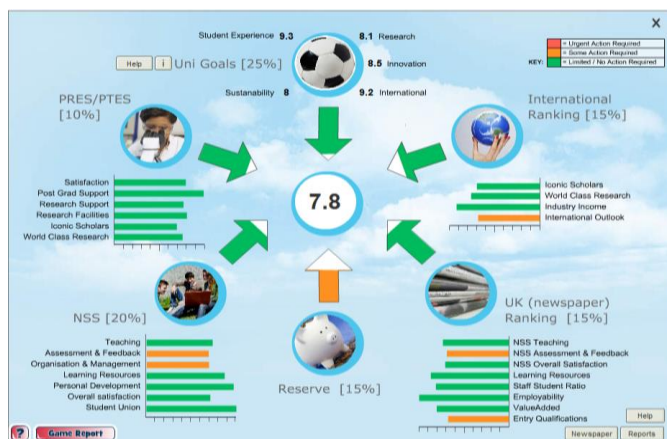 X
Student Experience 9.3
8.1 Research
Help i Uni Goals [25%]
8.5 Innovation
Sustanability 8
9.2 International
= Urgent Action Required
= Some Action Required
KEY: = Limited / No Action Required
PRES/PTES
[10%]
International
Ranking [15%]
7.8
Satisfaction
Post Grad Support
Research Support
Research Facilities
Iconic Scholars
World Class Research
Iconic Scholars
World Class Research
Industry Income
International Outlook
NSS [20%]
Teaching
Assessment & Feedback
Organisation & Management
Learning Resources
Personal Development
Overall satisfaction
Student Union
Reserve [15%]
UK (newspaper)
Ranking [15%]
NSS Teaching
NSS Assessment & Feedback
NSS Overall Satisfaction
Learning Resources
Staff Student Ratio
Employability
ValueAdded
Entry Qualifications
Help
? Game Report
Newspaper Reports